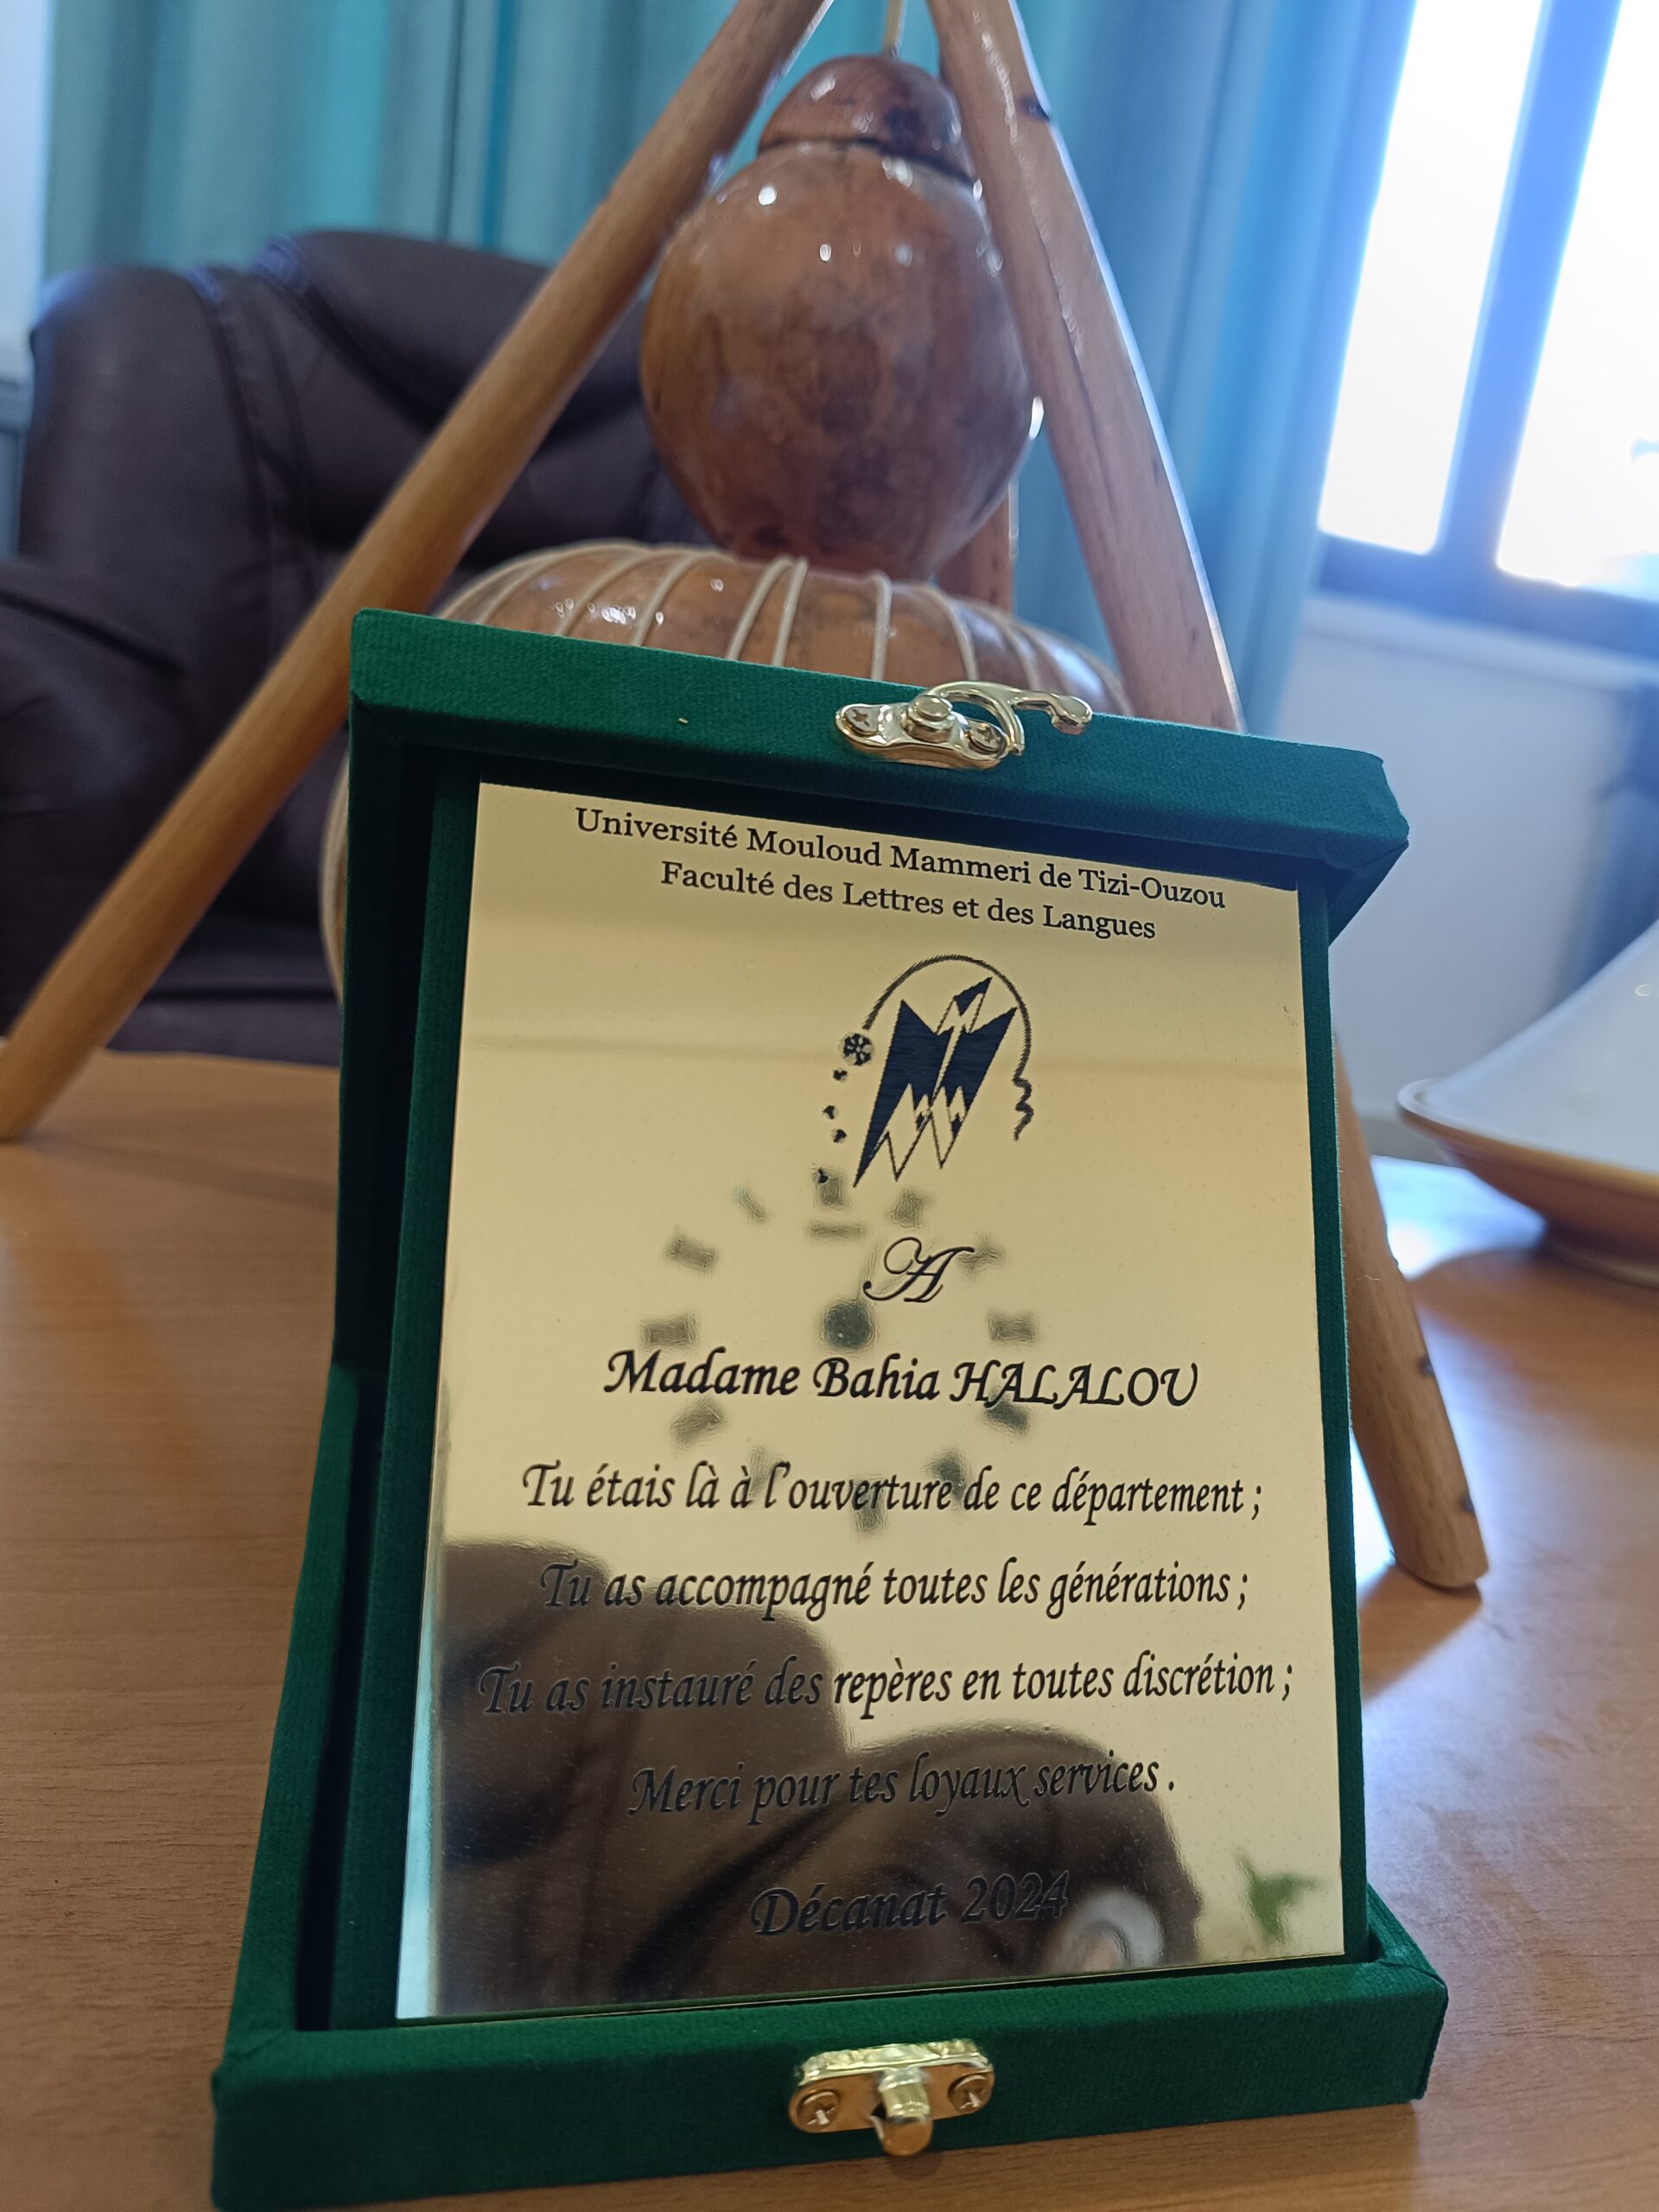 Université Mouloud Mammeri de Tizi-Ouzou
Faculté des Lettres et des Langues
A
Madame Bahia HALALOU
Tu étais là à l'ouverture de ce département ;
Tu as accompagné toutes les générations ;
Tu as instauré des repères en toutes discrétion ;
Merci pour tes loyaux services .
Décanat 2024